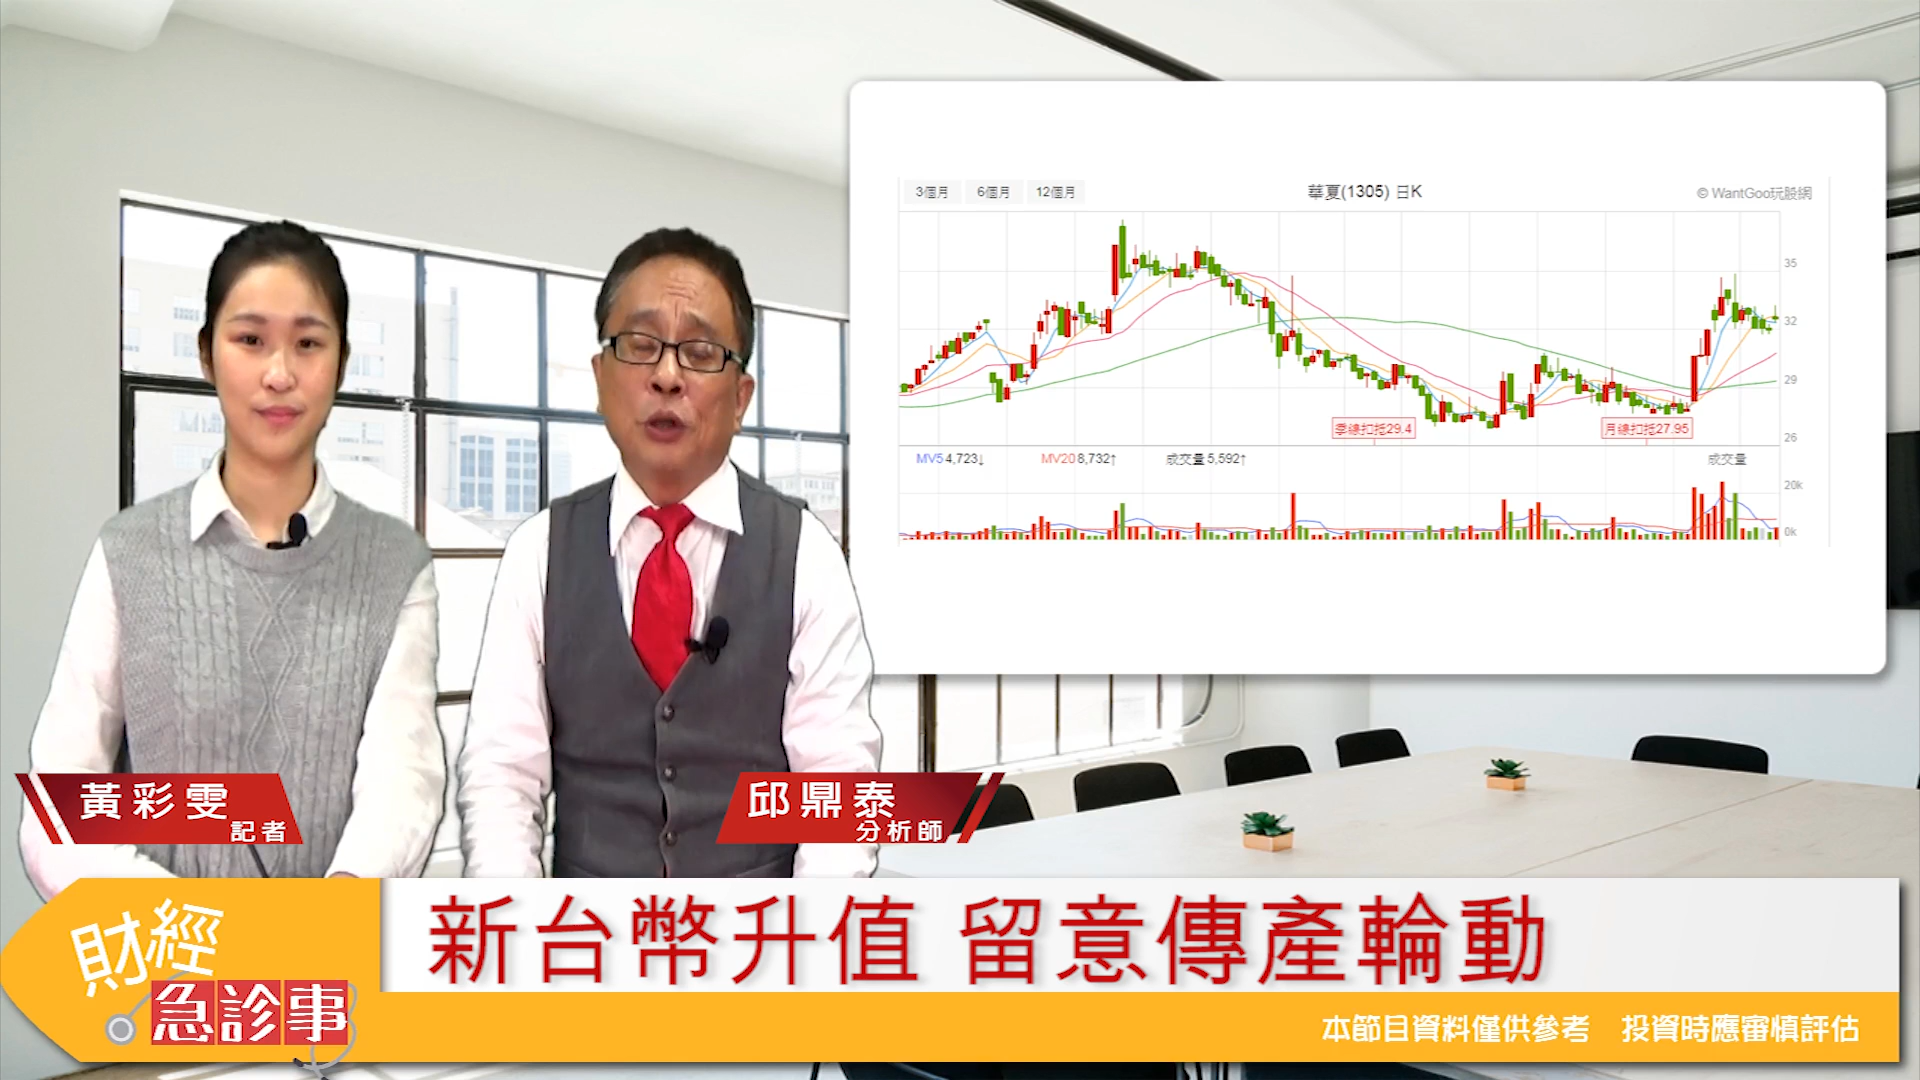 3個月 6個月 12個月 華夏(1305) 日K © WantGoo玩股網
35
32
29
26
季線扣抵29.4 月線扣抵27.95
MV5 4,723↓ MV20 8,732↑ 成交量 5,592↑ 成交量
20k
0k
黃彩雯
記者
邱鼎泰
分析師
財經
急診事
新台幣升值 留意傳產輪動
本節目資料僅供參考 投資時應審慎評估